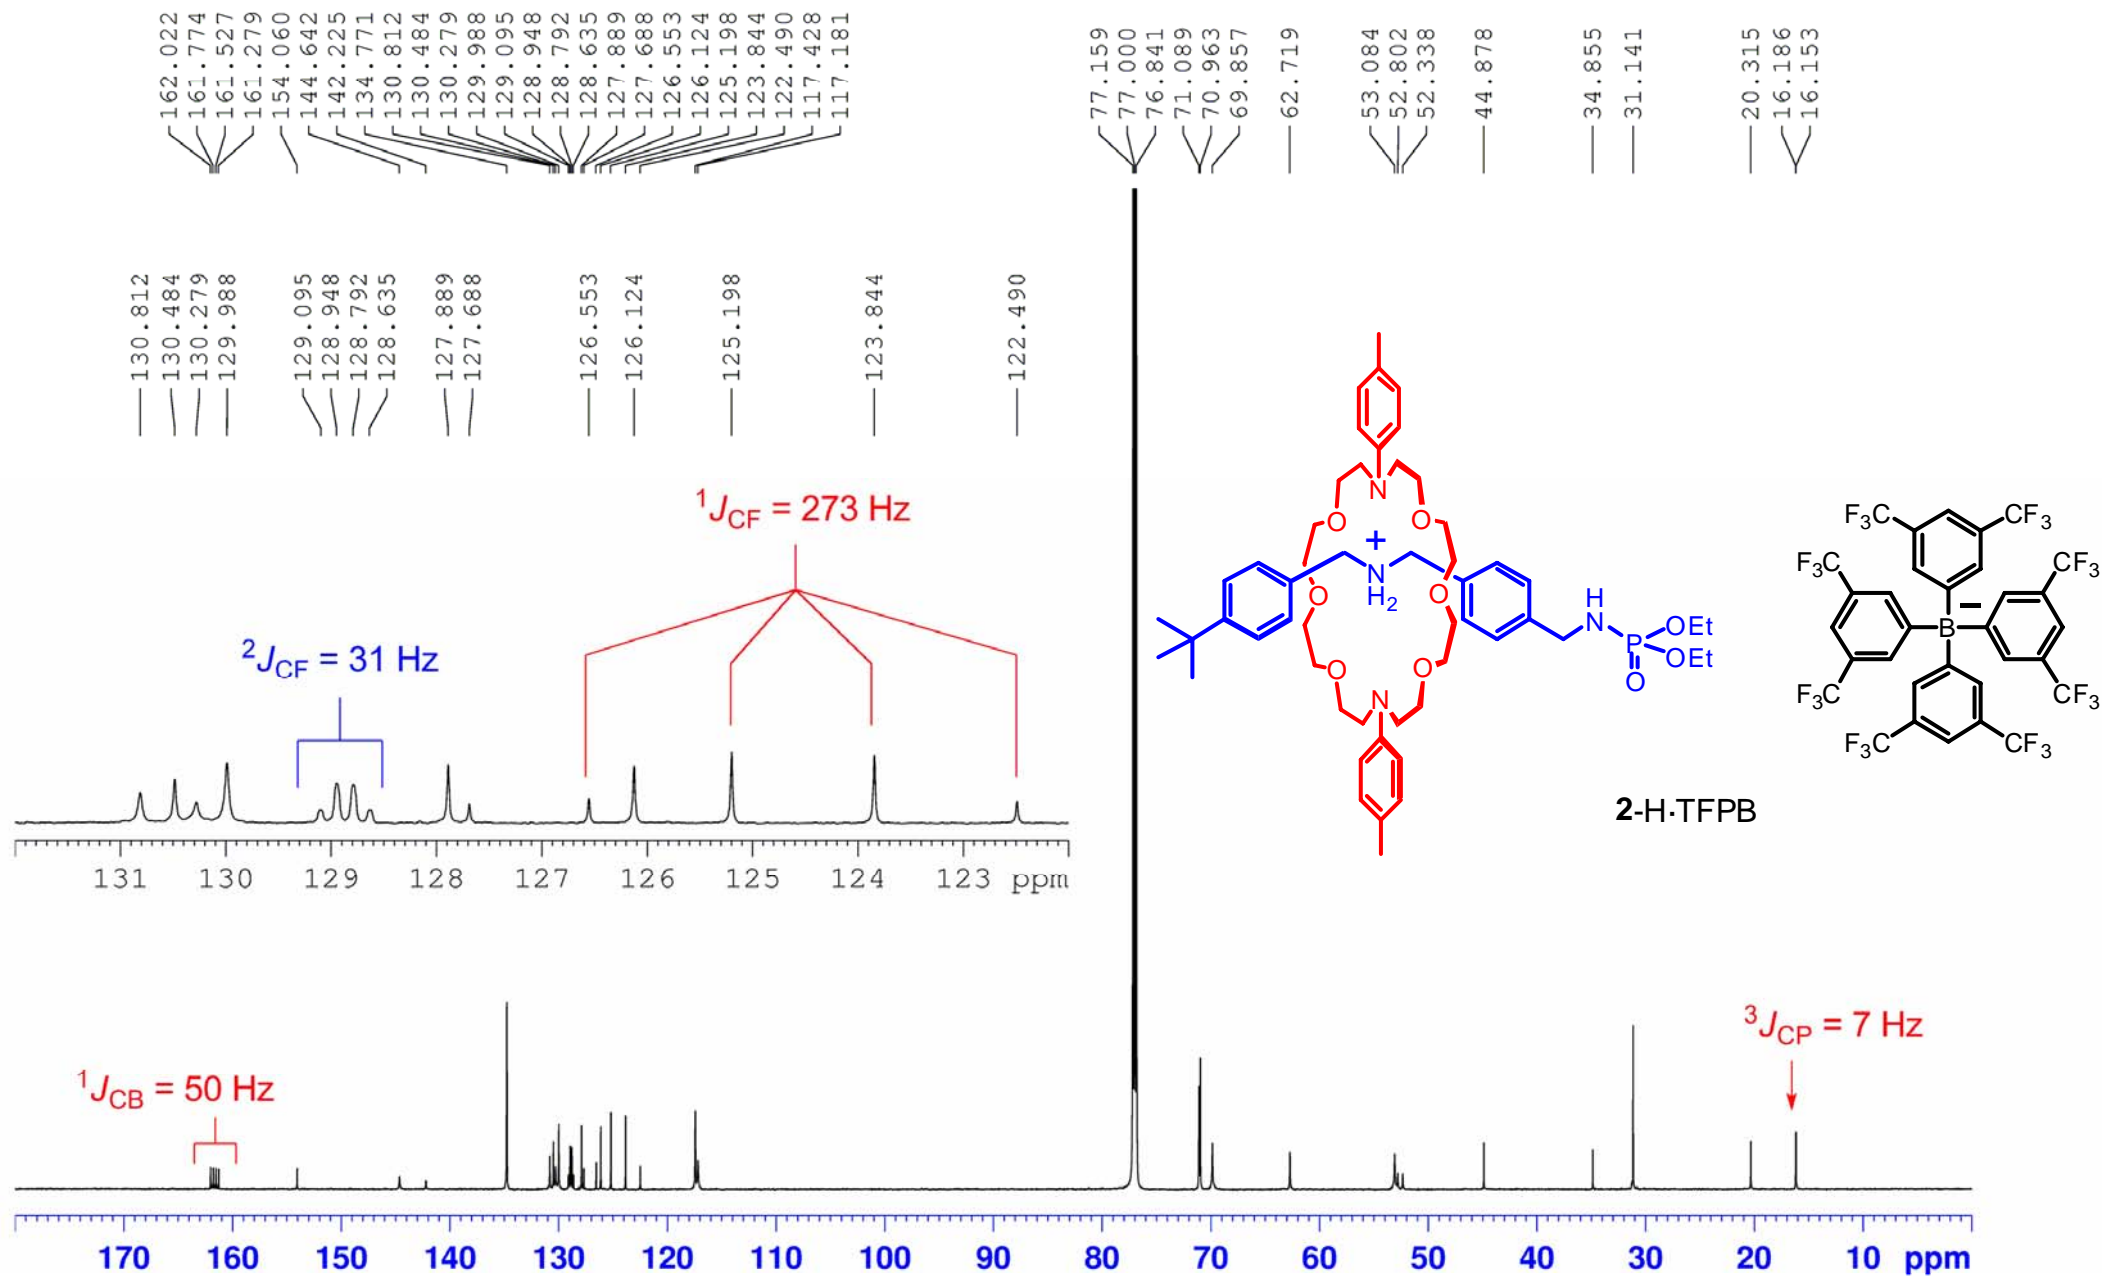 162.022
161.774
161.527
161.279
154.060
144.642
142.225
134.771
130.812
130.484
130.279
129.988
129.095
128.948
128.792
128.635
127.889
127.688
126.553
126.124
125.198
123.844
122.490
117.428
117.181
77.159
77.000
76.841
71.089
70.963
69.857
62.719
53.084
52.802
52.338
44.878
34.855
31.141
20.315
16.186
16.153
130.812
130.484
130.279
129.988
129.095
128.948
128.792
128.635
127.889
127.688
126.553
126.124
125.198
123.844
122.490
¹J_CF = 273 Hz
²J_CF = 31 Hz
131 130 129 128 127 126 125 124 123 ppm
N
O O
+
N
H₂
O O
O O
N
H
N
P
OEt
OEt
O
F₃C CF₃
F₃C CF₃
B
−
F₃C CF₃
F₃C CF₃
2-H·TFPB
³J_CP = 7 Hz
¹J_CB = 50 Hz
170 160 150 140 130 120 110 100 90 80 70 60 50 40 30 20 10 ppm